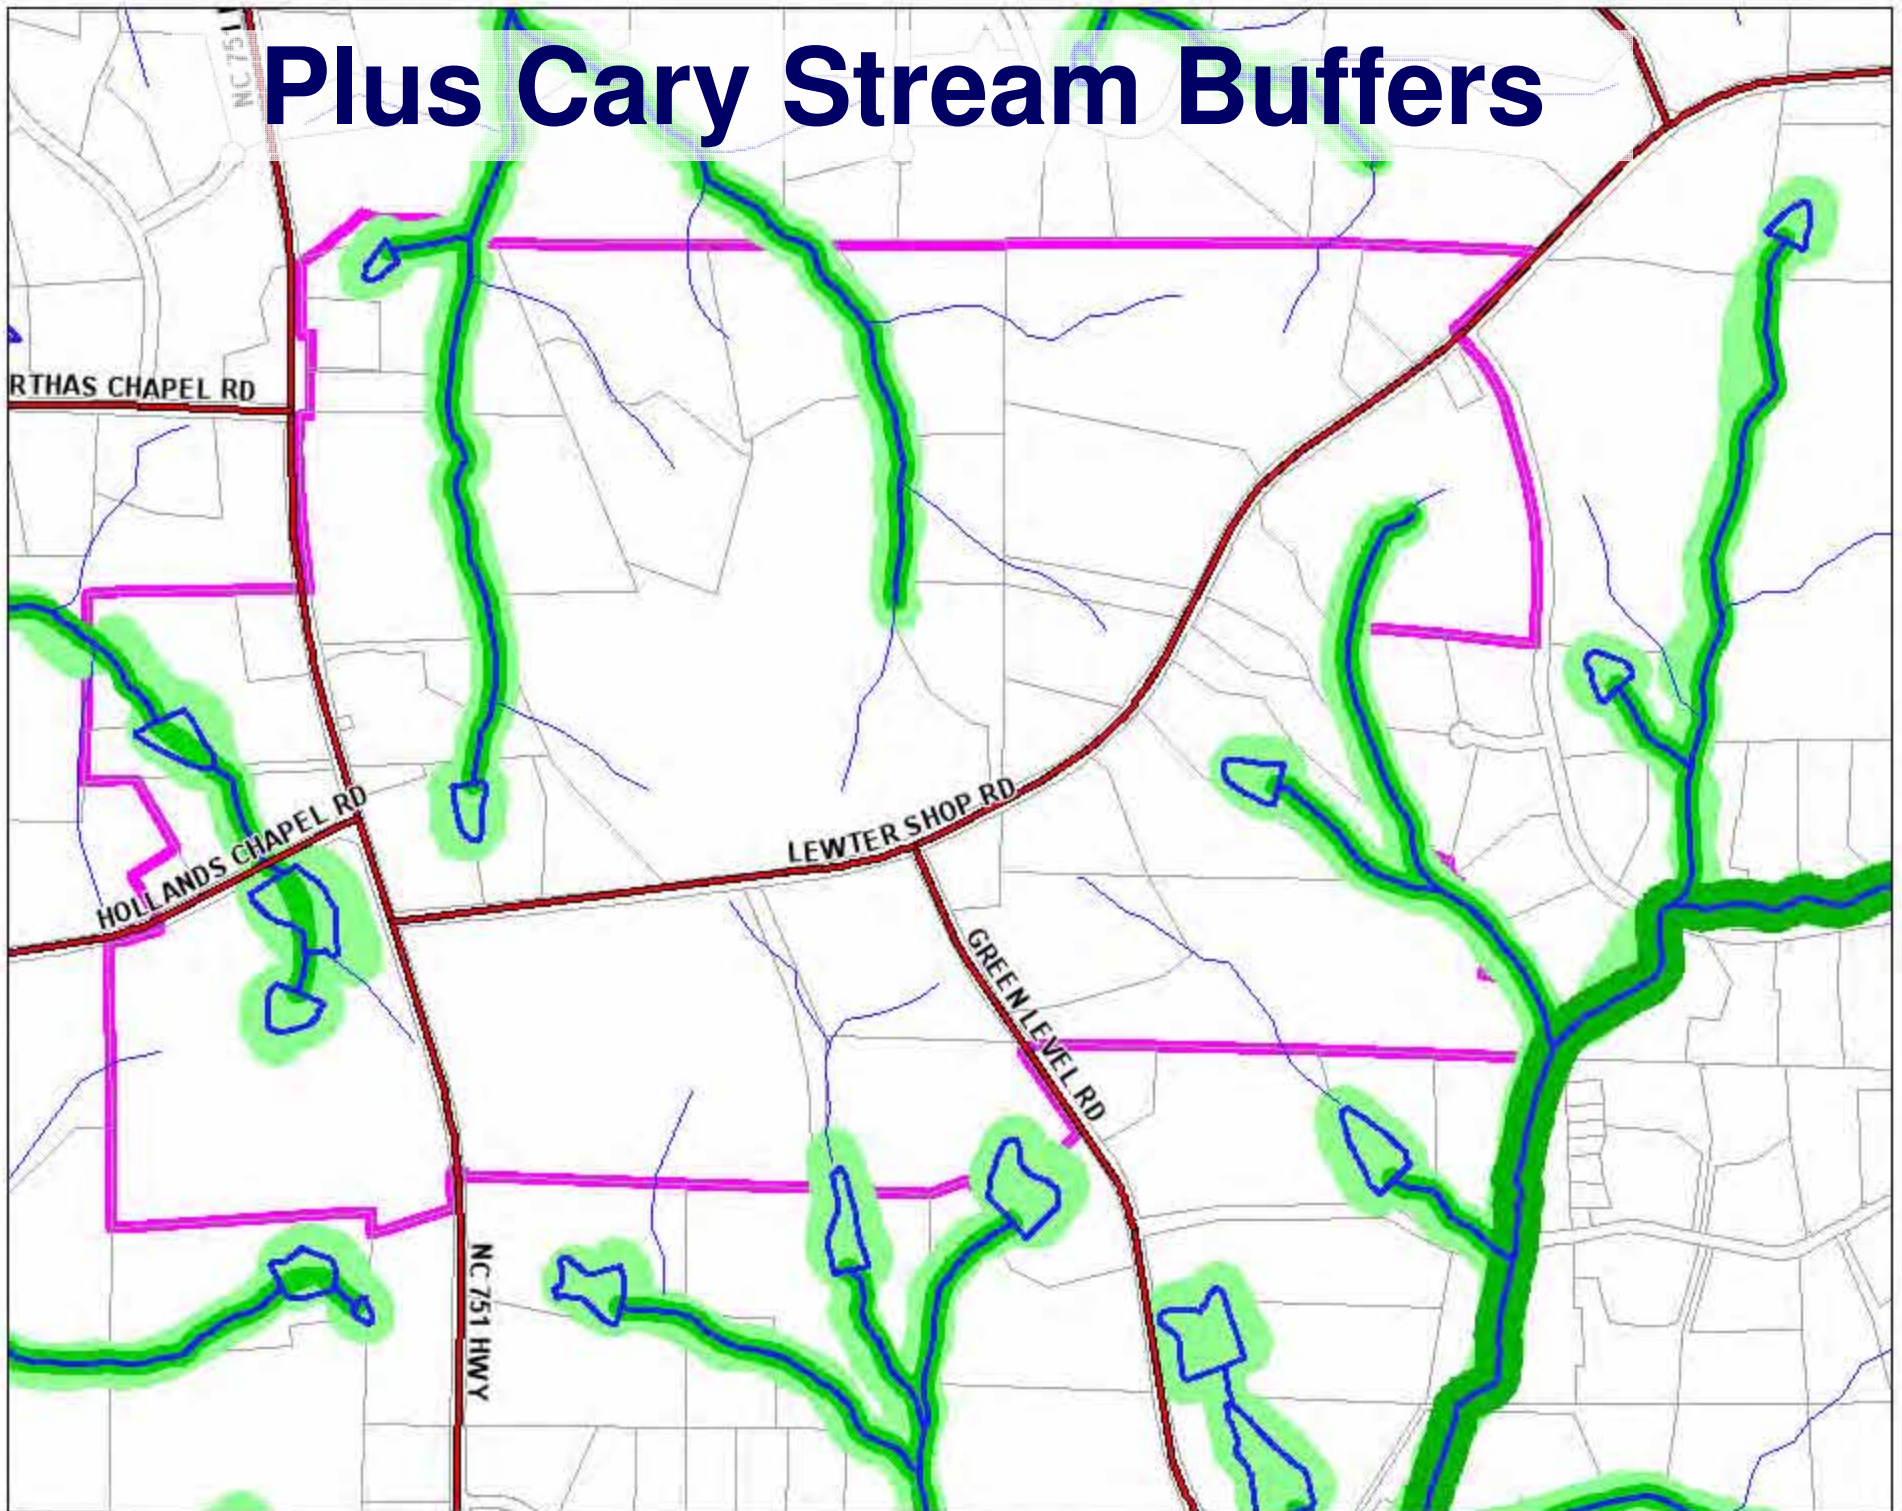 Plus Cary Stream Buffers
NC 751
RTHAS CHAPEL RD
HOLLANDS CHAPEL RD
LEWTER SHOP RD
GREEN LEVEL RD
NC 751 HWY